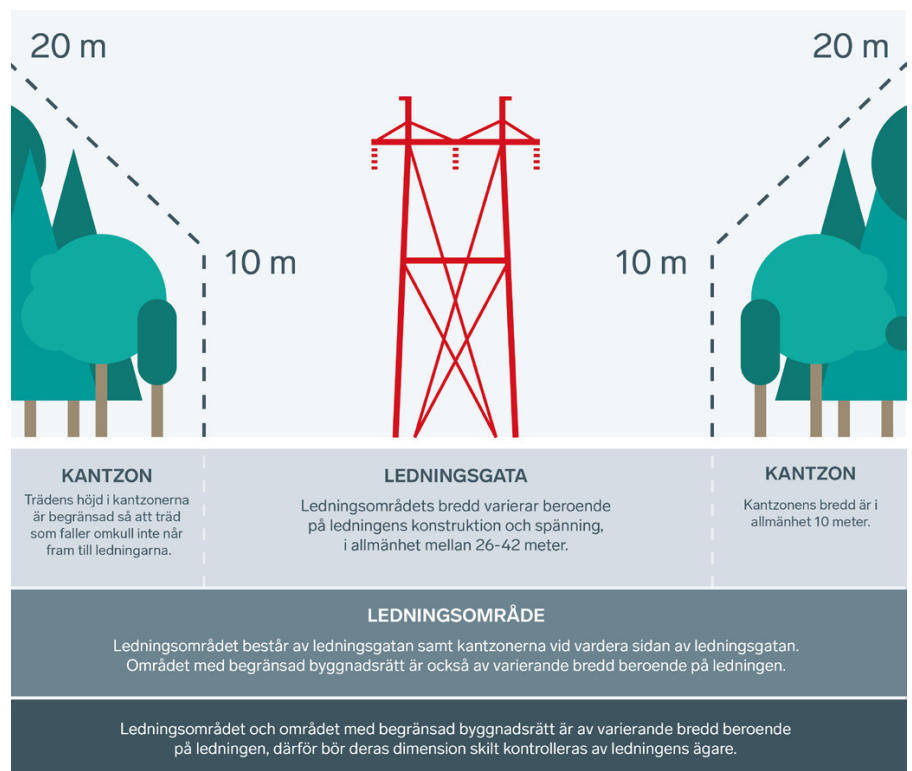 20 m
20 m
10 m
10 m
KANTZON
Trädens höjd i kantzonerna
är begränsad så att träd
som faller omkull inte når
fram till ledningarna.
LEDNINGSGATA
Ledningsområdets bredd varierar beroende
på ledningens konstruktion och spänning,
i allmänhet mellan 26-42 meter.
KANTZON
Kantzonens bredd är i
allmänhet 10 meter.
LEDNINGSOMRÅDE
Ledningsområdet består av ledningsgatan samt kantzonerna vid vardera sidan av ledningsgatan.
Området med begränsad byggnadsrätt är också av varierande bredd beroende på ledningen.
Ledningsområdet och området med begränsad byggnadsrätt är av varierande bredd beroende
på ledningen, därför bör deras dimension skilt kontrolleras av ledningens ägare.